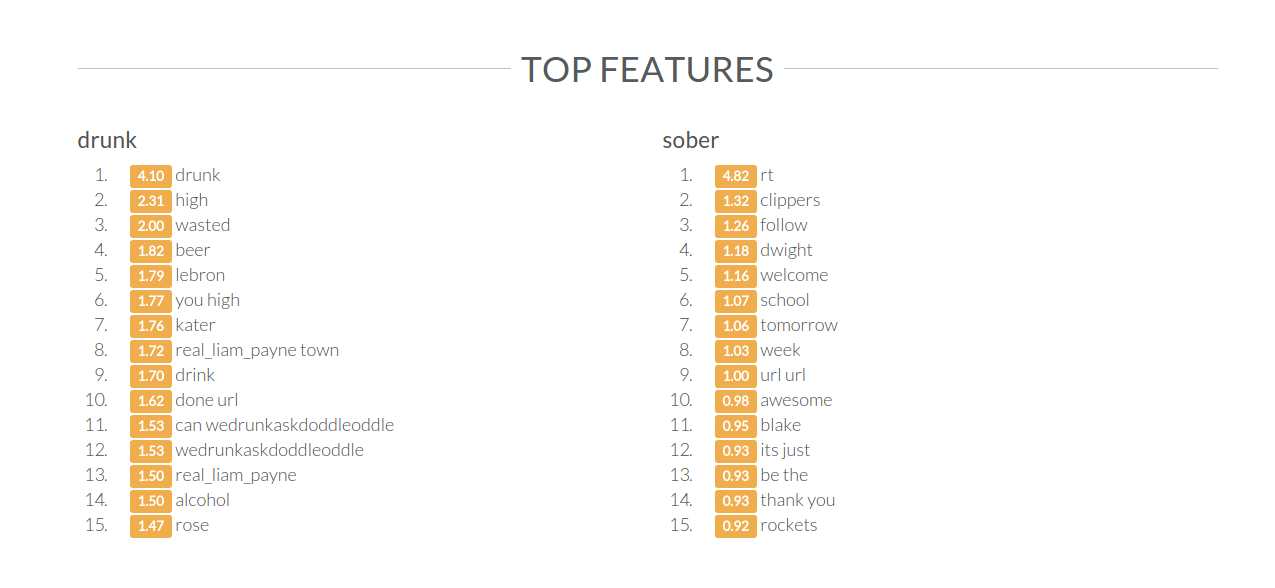 TOP FEATURES
drunk
1. 4.10 drunk
2. 2.31 high
3. 2.00 wasted
4. 1.82 beer
5. 1.79 lebron
6. 1.77 you high
7. 1.76 kater
8. 1.72 real_liam_payne town
9. 1.70 drink
10. 1.62 done url
11. 1.53 can wedrunkaskdoddleoddle
12. 1.53 wedrunkaskdoddleoddle
13. 1.50 real_liam_payne
14. 1.50 alcohol
15. 1.47 rose
sober
1. 4.82 rt
2. 1.32 clippers
3. 1.26 follow
4. 1.18 dwight
5. 1.16 welcome
6. 1.07 school
7. 1.06 tomorrow
8. 1.03 week
9. 1.00 url url
10. 0.98 awesome
11. 0.95 blake
12. 0.93 its just
13. 0.93 be the
14. 0.93 thank you
15. 0.92 rockets